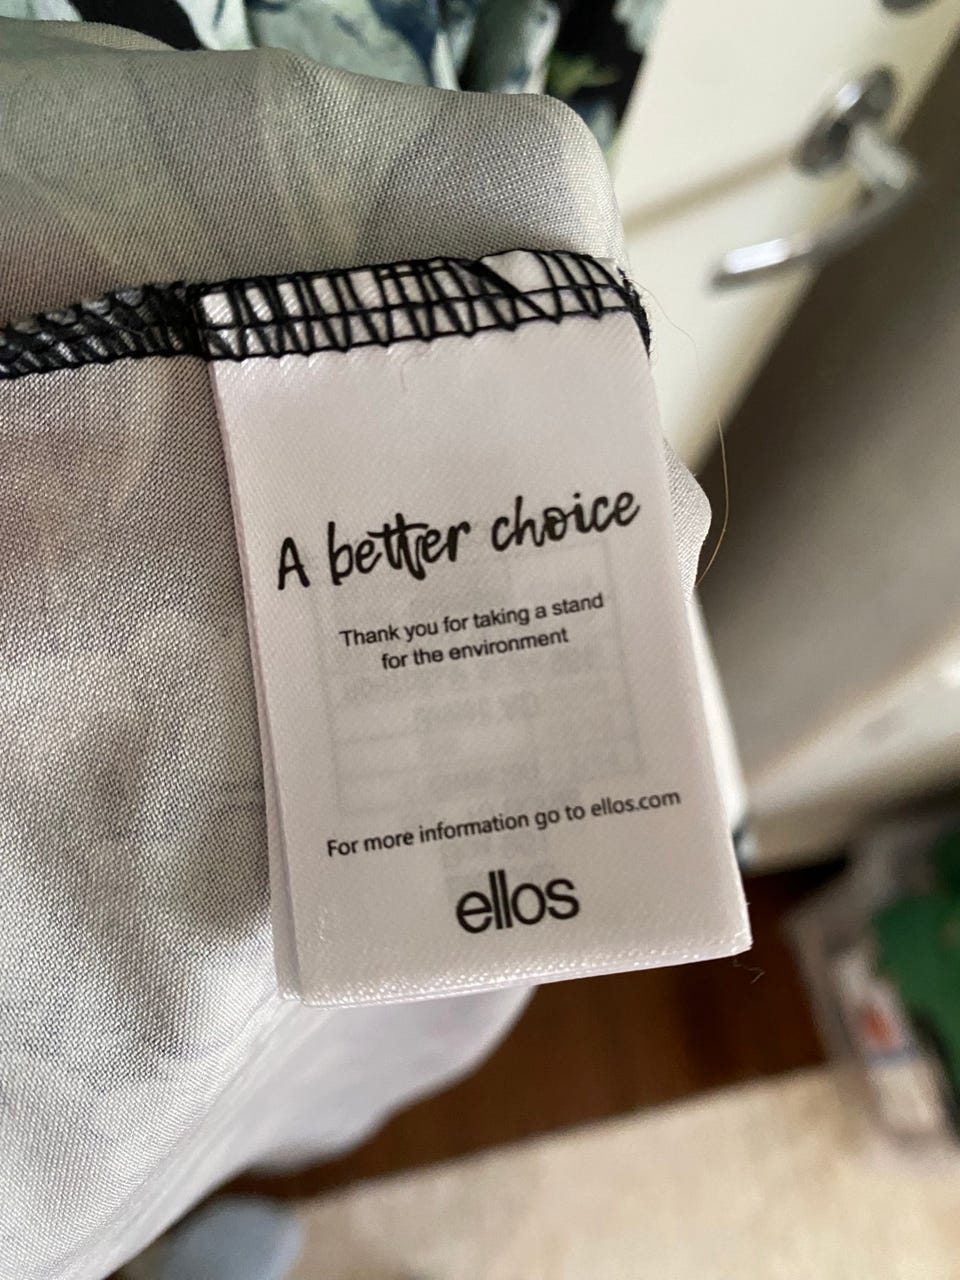 A better choice
Thank you for taking a stand
for the environment
For more information go to ellos.com
ellos